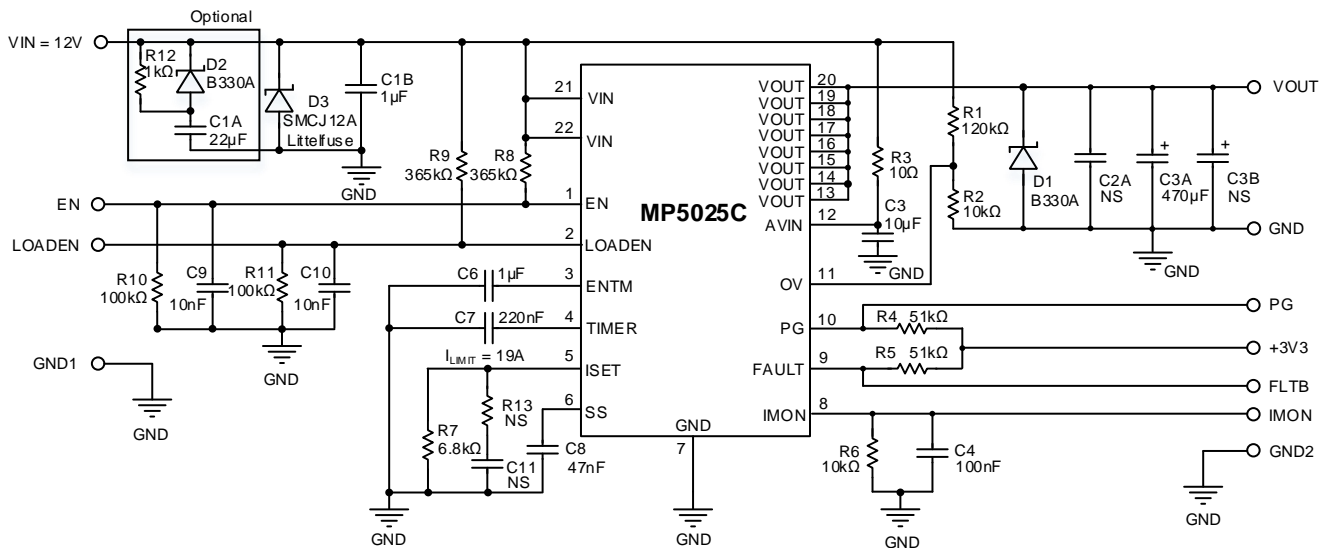 Optional
VIN = 12V
R12
1kΩ
D2
B330A
C1A
22µF
D3
SMCJ12A
Littelfuse
C1B
1µF
GND
R9
365kΩ
R8
365kΩ
21
VIN
22
VIN
EN
1
EN
LOADEN
2
LOADEN
R10
100kΩ
C9
10nF
R11
100kΩ
C10
10nF
GND
GND1
GND
C6
1µF
3
ENTM
C7
220nF
4
TIMER
ILIMIT = 19A
5
ISET
6
SS
R7
6.8kΩ
R13
NS
C11
NS
C8
47nF
GND
MP5025C
GND
7
GND
VOUT
20
VOUT
19
VOUT
18
VOUT
17
VOUT
16
VOUT
15
VOUT
14
VOUT
13
AVIN
12
OV
11
PG
10
FAULT
9
IMON
8
R3
10Ω
C3
10µF
GND
R1
120kΩ
R2
10kΩ
D1
B330A
C2A
NS
C3A
+
470µF
C3B
+
NS
VOUT
GND
GND
R4
51kΩ
R5
51kΩ
PG
+3V3
FLTB
IMON
R6
10kΩ
C4
100nF
GND
GND2
GND